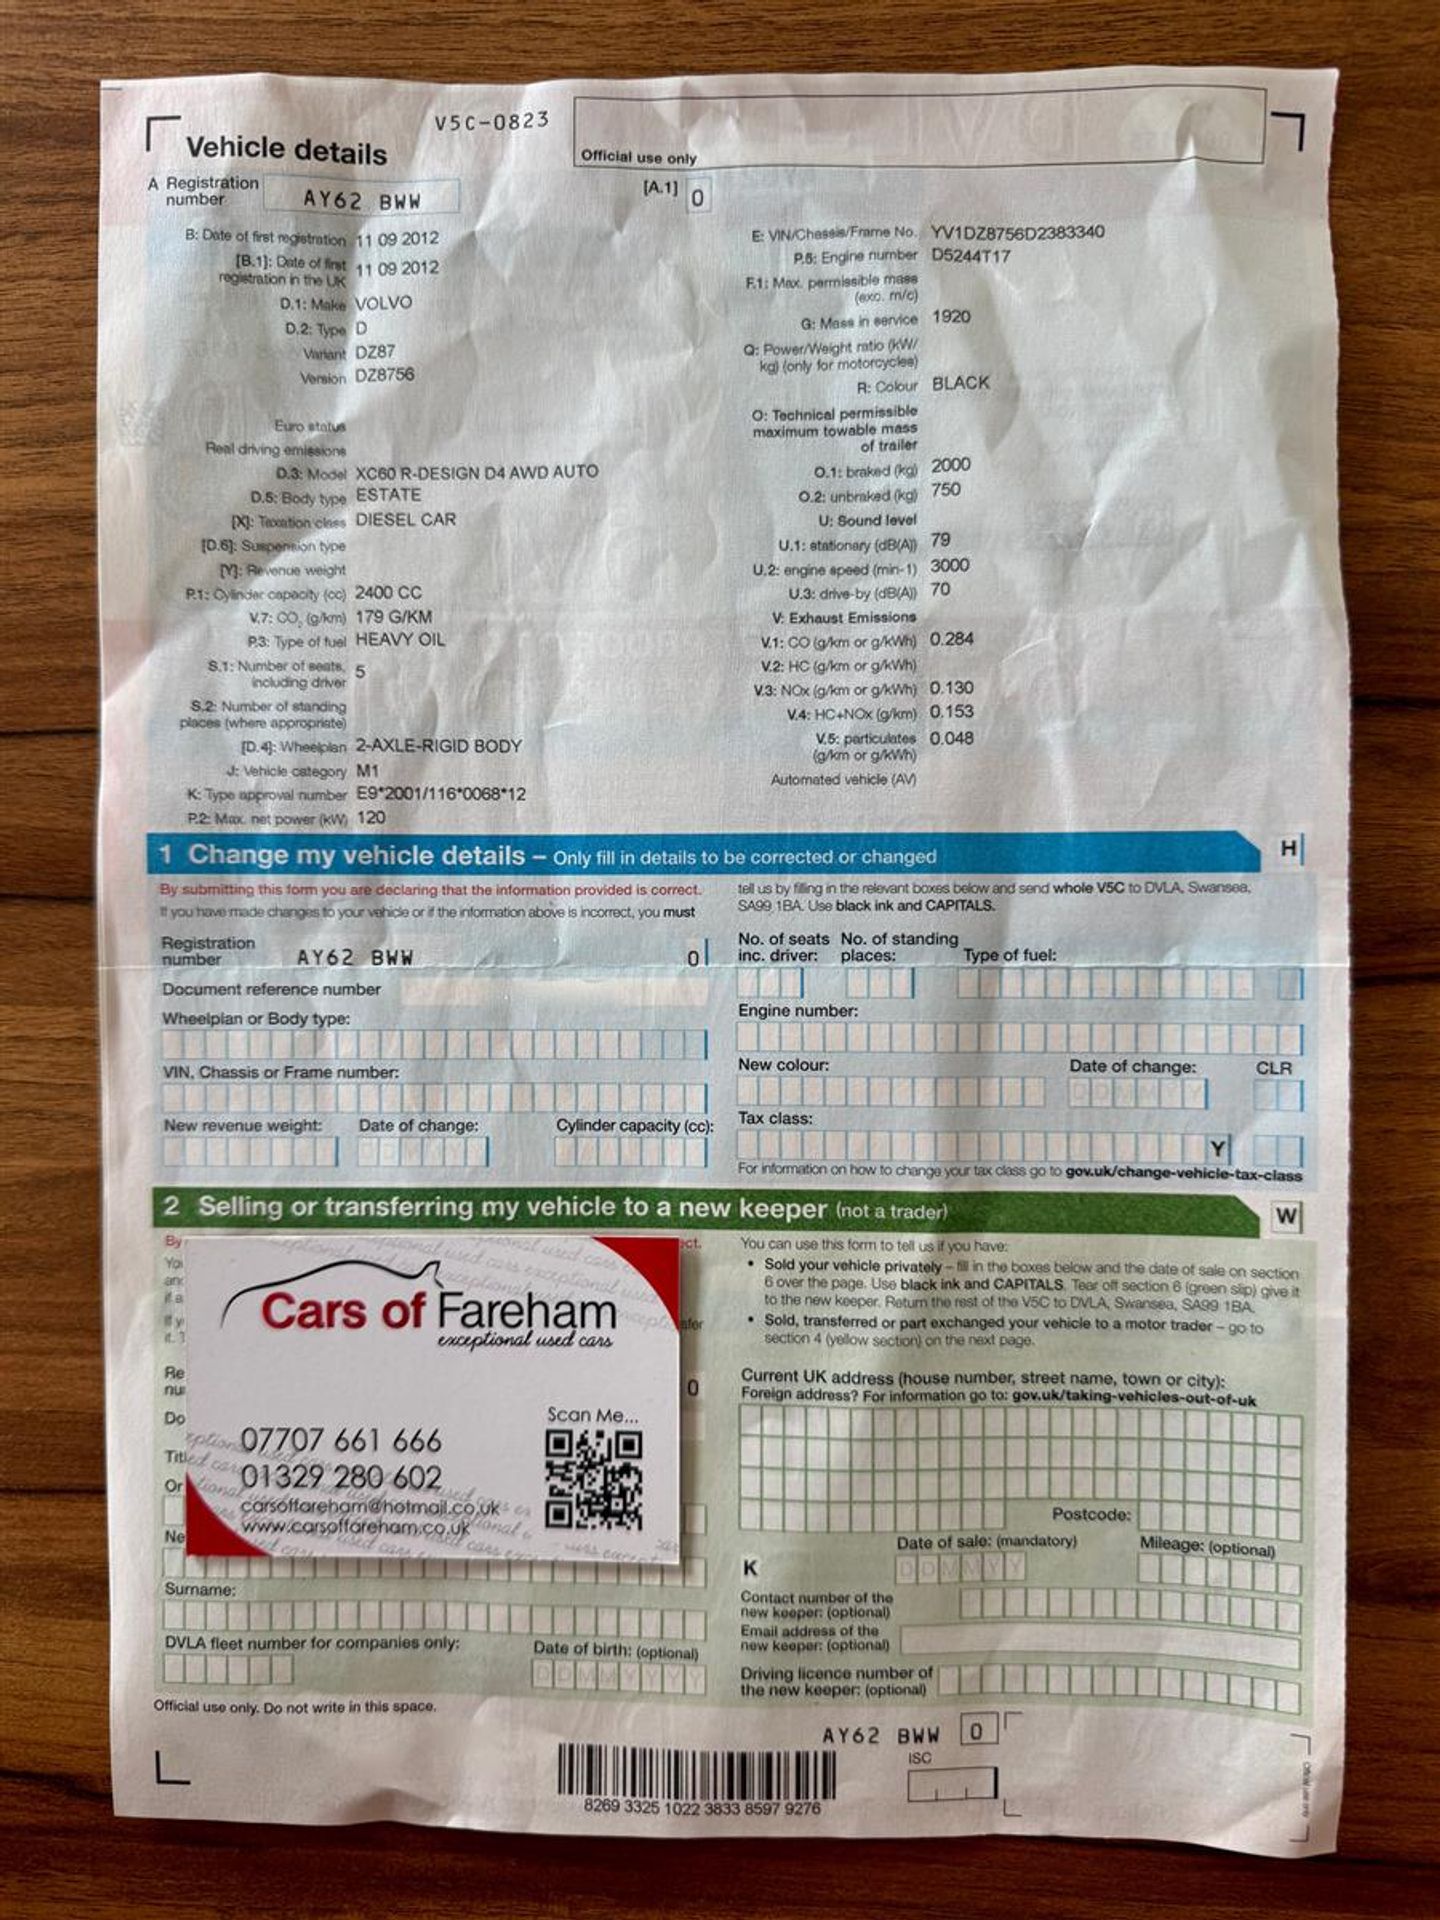 V5C-0823
Vehicle details
Official use only
A Registration number AY62 BWW
[A.1] 0
B: Date of first registration 11 09 2012
[B.1]: Date of first registration in the UK 11 09 2012
D.1: Make VOLVO
D.2: Type D
Variant DZ87
Version DZ8756
Euro status
Real driving emissions
D.3: Model XC60 R-DESIGN D4 AWD AUTO
D.5: Body type ESTATE
[X]: Taxation class DIESEL CAR
[D.6]: Suspension type
[Y]: Revenue weight
P.1: Cylinder capacity (cc) 2400 CC
V.7: CO₂ (g/km) 179 G/KM
P.3: Type of fuel HEAVY OIL
S.1: Number of seats, including driver 5
S.2: Number of standing places (where appropriate)
[D.4]: Wheelplan 2-AXLE-RIGID BODY
J: Vehicle category M1
K: Type approval number E9*2001/116*0068*12
P.2: Max. net power (kW) 120
E: VIN/Chassis/Frame No. YV1DZ8756D2383340
P.5: Engine number D5244T17
F.1: Max. permissible mass (exc. m/c)
G: Mass in service 1920
Q: Power/Weight ratio (kW/kg) (only for motorcycles)
R: Colour BLACK
O: Technical permissible maximum towable mass of trailer
O.1: braked (kg) 2000
O.2: unbraked (kg) 750
U: Sound level
U.1: stationary (dB(A)) 79
U.2: engine speed (min-1) 3000
U.3: drive-by (dB(A)) 70
V: Exhaust Emissions
V.1: CO (g/km or g/kWh) 0.284
V.2: HC (g/km or g/kWh)
V.3: NOx (g/km or g/kWh) 0.130
V.4: HC+NOx (g/km) 0.153
V.5: particulates (g/km or g/kWh) 0.048
Automated vehicle (AV)
1 Change my vehicle details – Only fill in details to be corrected or changed
H
By submitting this form you are declaring that the information provided is correct.
If you have made changes to your vehicle or if the information above is incorrect, you must
tell us by filling in the relevant boxes below and send whole V5C to DVLA, Swansea,
SA99 1BA. Use black ink and CAPITALS.
Registration number AY62 BWW 0
Document reference number
Wheelplan or Body type:
VIN, Chassis or Frame number:
New revenue weight: Date of change: Cylinder capacity (cc):
No. of seats inc. driver: No. of standing places: Type of fuel:
Engine number:
New colour: Date of change: CLR
Tax class:
Y
For information on how to change your tax class go to gov.uk/change-vehicle-tax-class
2 Selling or transferring my vehicle to a new keeper (not a trader)
W
Cars of Fareham
exceptional used cars
Scan Me...
07707 661 666
01329 280 602
carsoffareham@hotmail.co.uk
www.carsoffareham.co.uk
0
Surname:
DVLA fleet number for companies only: Date of birth: (optional)
DDMMYYYY
Official use only. Do not write in this space.
You can use this form to tell us if you have:
• Sold your vehicle privately – fill in the boxes below and the date of sale on section
6 over the page. Use black ink and CAPITALS. Tear off section 6 (green slip) give it
to the new keeper. Return the rest of the V5C to DVLA, Swansea, SA99 1BA.
• Sold, transferred or part exchanged your vehicle to a motor trader – go to
section 4 (yellow section) on the next page.
Current UK address (house number, street name, town or city):
Foreign address? For information go to: gov.uk/taking-vehicles-out-of-uk
Postcode:
Date of sale: (mandatory) Mileage: (optional)
K DDMMYY
Contact number of the new keeper: (optional)
Email address of the new keeper: (optional)
Driving licence number of the new keeper: (optional)
AY62 BWW 0
ISC
8269 3325 1022 3833 8597 9276